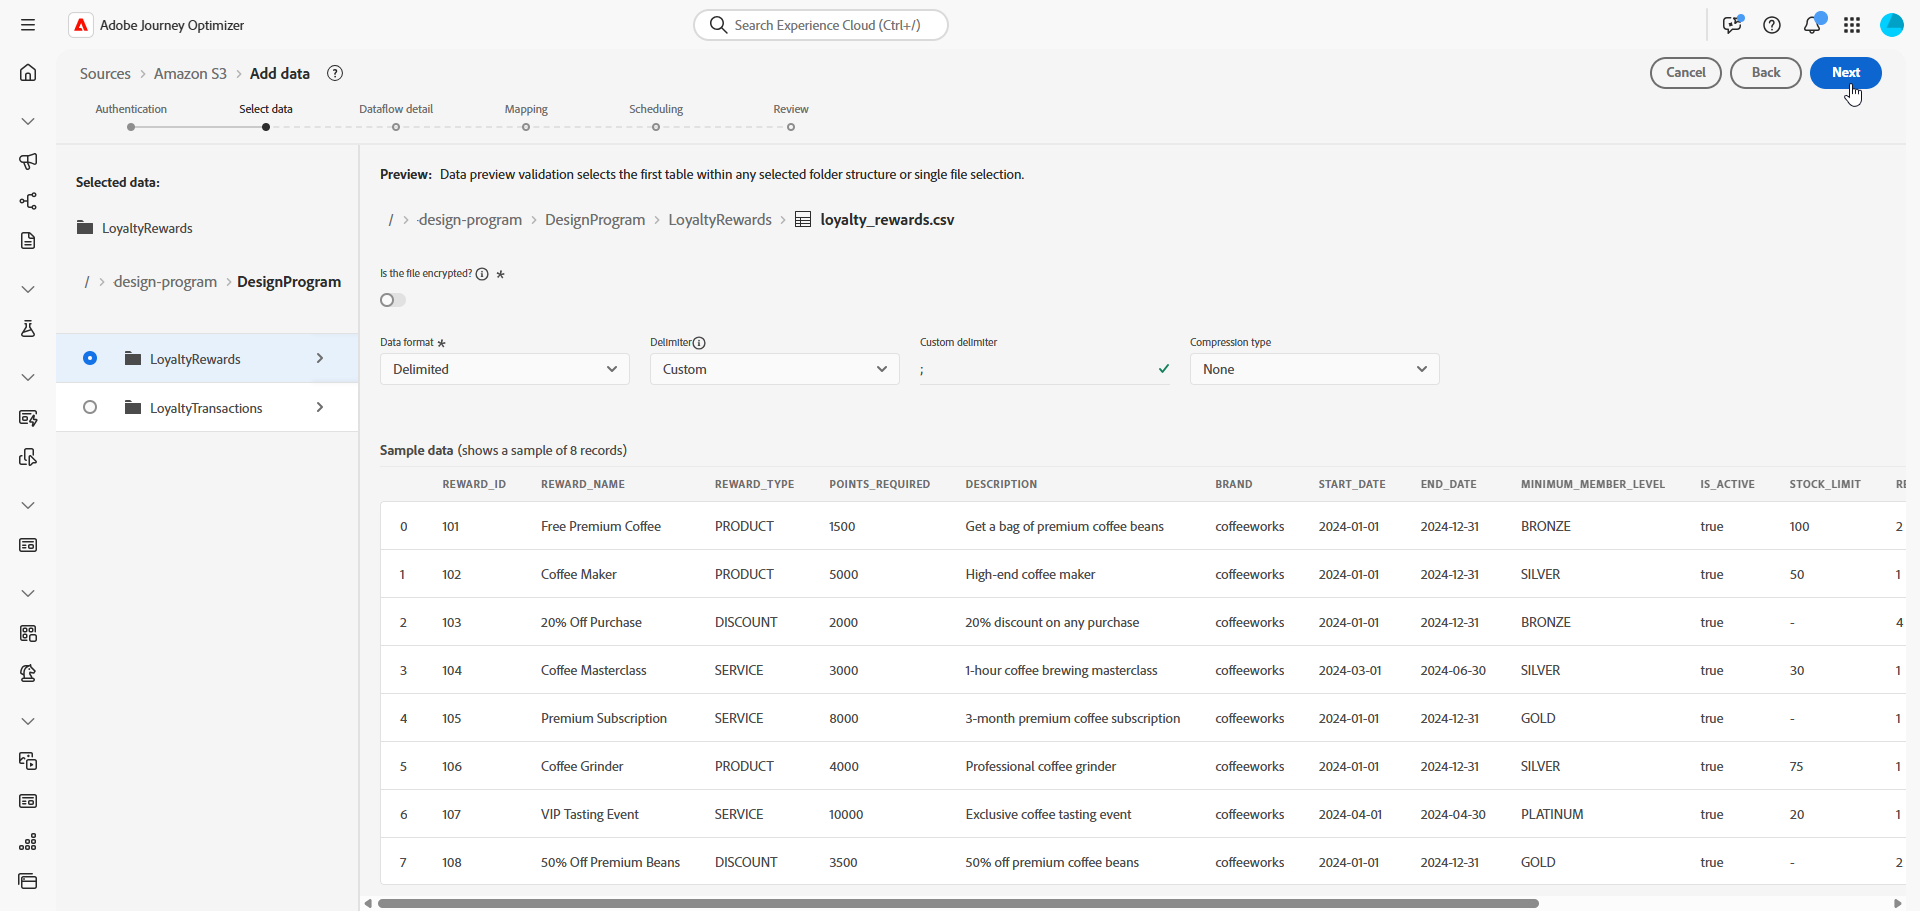 Adobe Journey Optimizer
Search Experience Cloud (Ctrl+/)
Sources > Amazon S3 > Add data
Cancel
Back
Next
Authentication
Select data
Dataflow detail
Mapping
Scheduling
Review
Selected data:
LoyaltyRewards
/ > design-program > DesignProgram
LoyaltyRewards
LoyaltyTransactions
Preview: Data preview validation selects the first table within any selected folder structure or single file selection.
/ > -design-program > DesignProgram > LoyaltyRewards > loyalty_rewards.csv
Is the file encrypted? *
Data format * Delimiter Custom delimiter Compression type
Delimited Custom ; None
Sample data (shows a sample of 8 records)
REWARD_ID REWARD_NAME REWARD_TYPE POINTS_REQUIRED DESCRIPTION BRAND START_DATE END_DATE MINIMUM_MEMBER_LEVEL IS_ACTIVE STOCK_LIMIT
0 101 Free Premium Coffee PRODUCT 1500 Get a bag of premium coffee beans coffeeworks 2024-01-01 2024-12-31 BRONZE true 100 2
1 102 Coffee Maker PRODUCT 5000 High-end coffee maker coffeeworks 2024-01-01 2024-12-31 SILVER true 50 1
2 103 20% Off Purchase DISCOUNT 2000 20% discount on any purchase coffeeworks 2024-01-01 2024-12-31 BRONZE true - 4
3 104 Coffee Masterclass SERVICE 3000 1-hour coffee brewing masterclass coffeeworks 2024-03-01 2024-06-30 SILVER true 30 1
4 105 Premium Subscription SERVICE 8000 3-month premium coffee subscription coffeeworks 2024-01-01 2024-12-31 GOLD true - 1
5 106 Coffee Grinder PRODUCT 4000 Professional coffee grinder coffeeworks 2024-01-01 2024-12-31 SILVER true 75 1
6 107 VIP Tasting Event SERVICE 10000 Exclusive coffee tasting event coffeeworks 2024-04-01 2024-04-30 PLATINUM true 20 1
7 108 50% Off Premium Beans DISCOUNT 3500 50% off premium coffee beans coffeeworks 2024-01-01 2024-12-31 GOLD true - 2